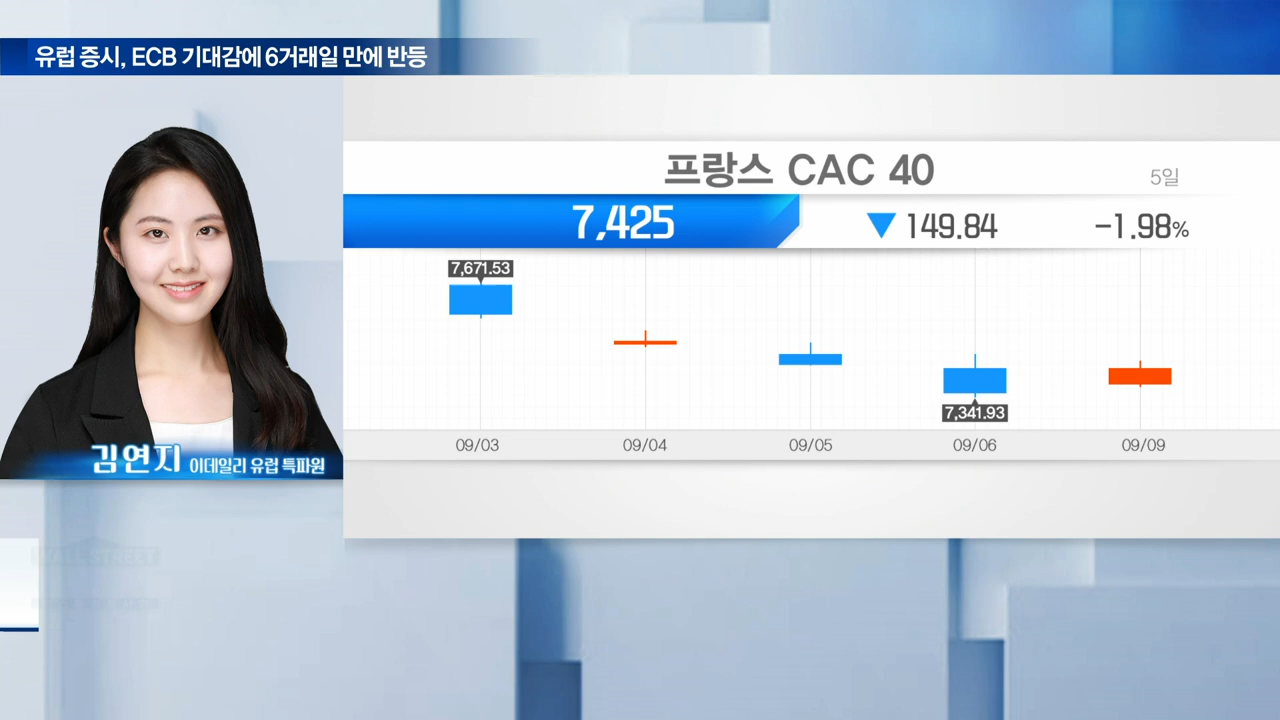 유럽 증시, ECB 기대감에 6거래일 만에 반등
프랑스 CAC 40
5일
7,425
▼ 149.84
-1.98%
7,671.53
7,341.93
09/03
09/04
09/05
09/06
09/09
김연지 이데일리 유럽 특파원